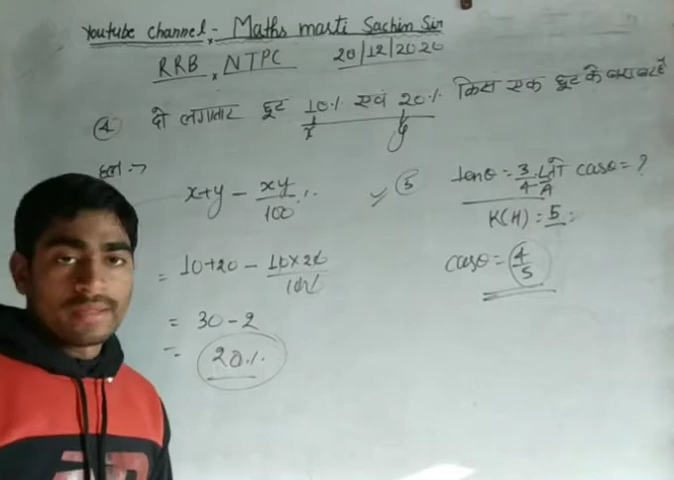 Youtube channel - Maths masti Sachin Sir
RRB, NTPC 20/12/2020
④ दो लगातार छूट 10% एवं 20% किस एक छूट के बराबर है
x y
हल :→
x+y - xy/100 %
= 10+20 - 10×20/100
= 30-2
= 20%
⑤ tanθ = 3/4 L/A तो cosθ = ?
K(H) = 5
cosθ = 4/5